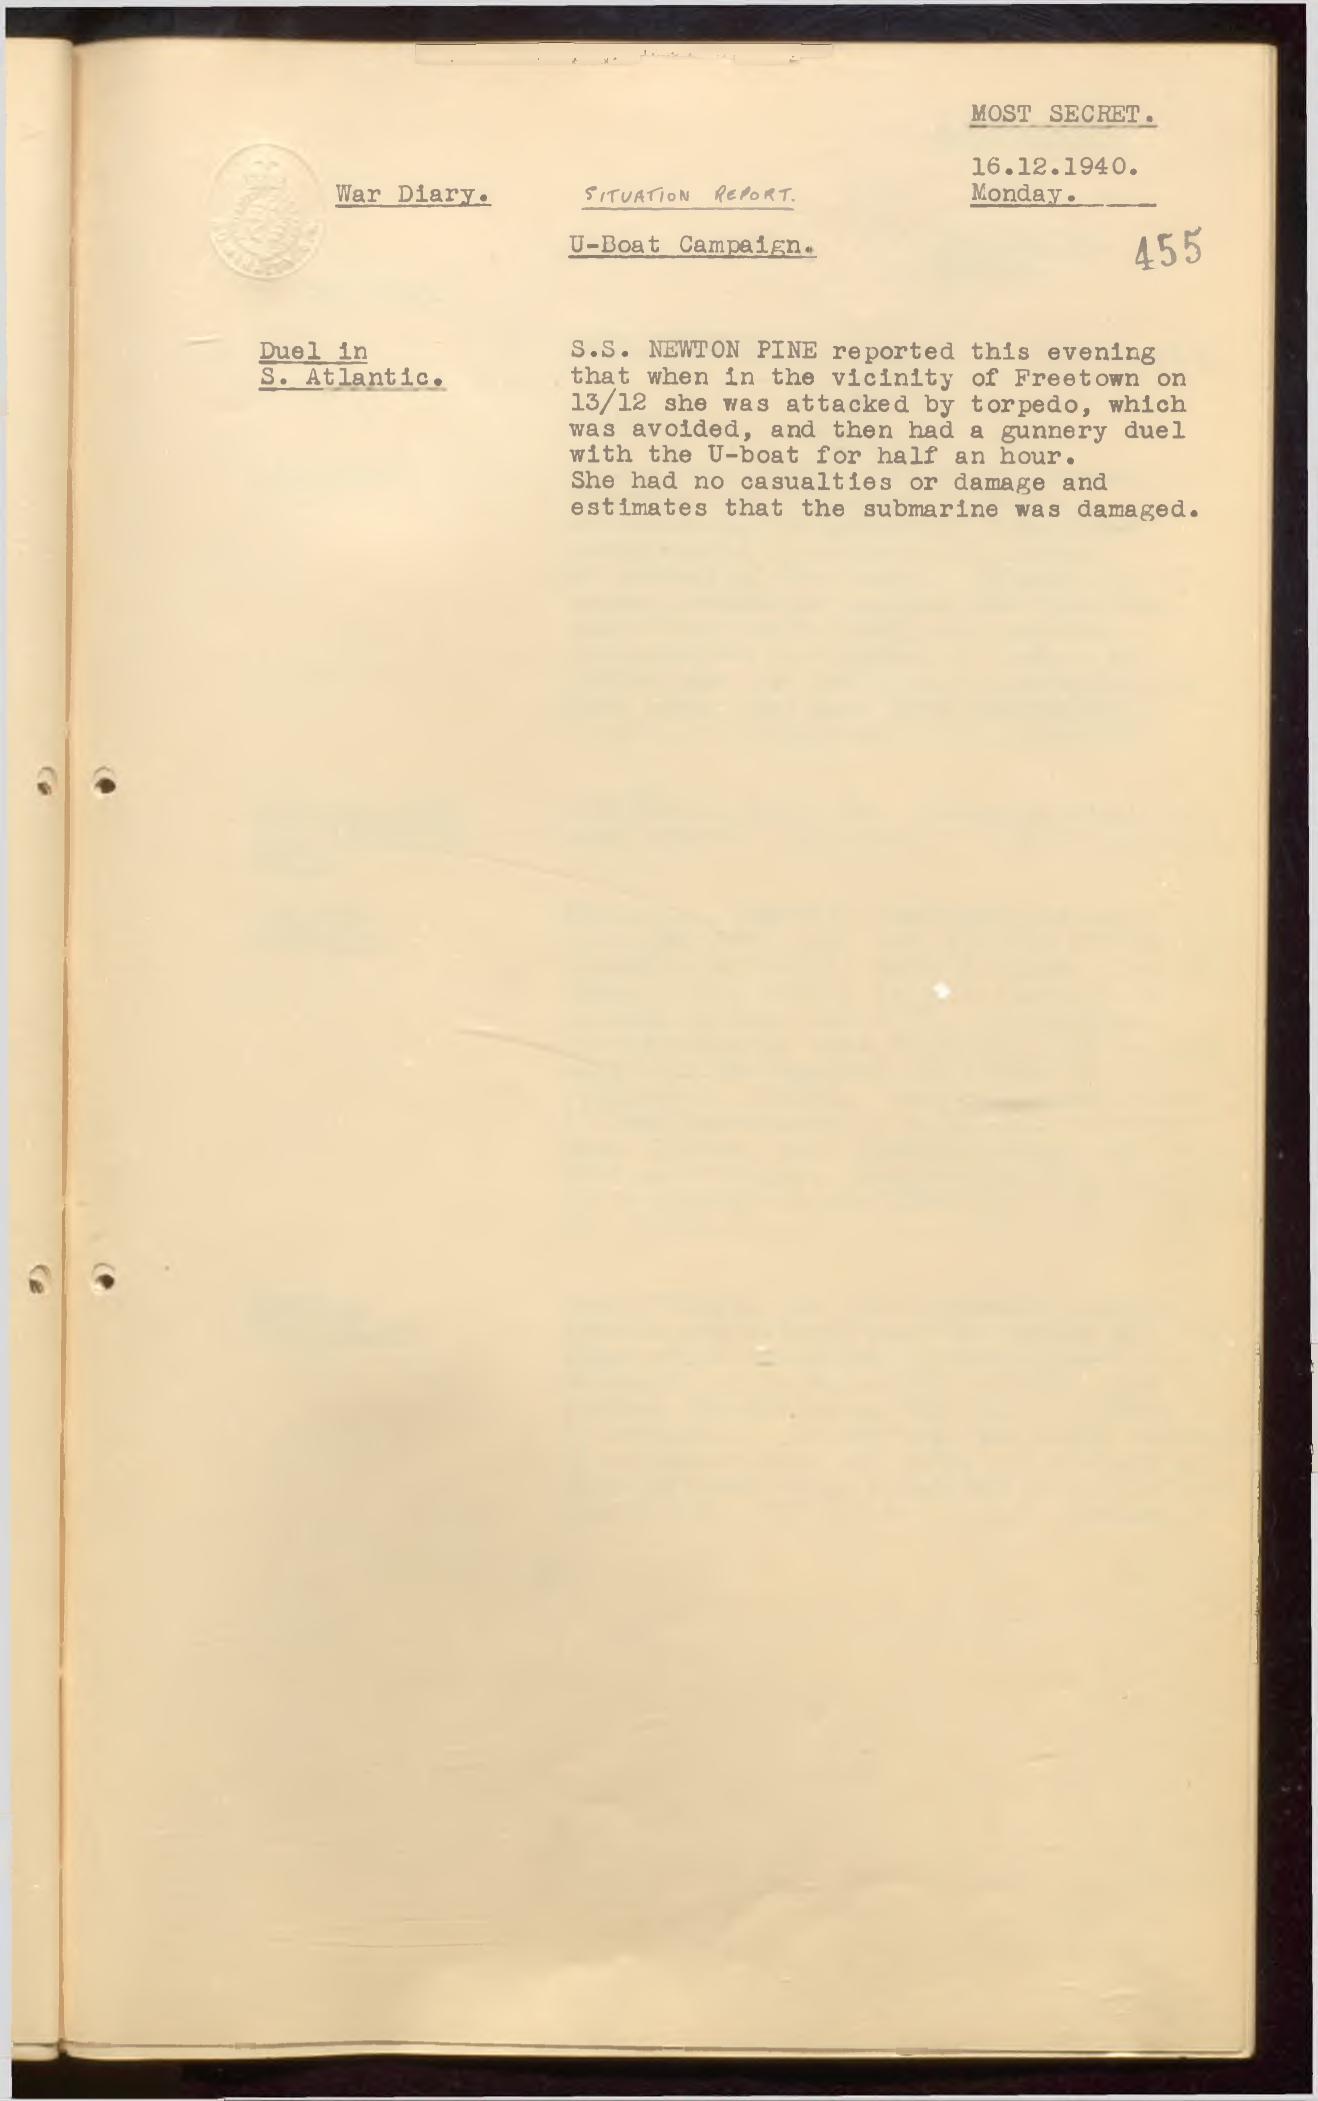 MOST SECRET.
16.12.1940.
War Diary.
SITUATION REPORT.
Monday.
U-Boat Campaign.
455
Duel in
S. Atlantic.
S.S. NEWTON PINE reported this evening
that when in the vicinity of Freetown on
13/12 she was attacked by torpedo, which
was avoided, and then had a gunnery duel
with the U-boat for half an hour.
She had no casualties or damage and
estimates that the submarine was damaged.